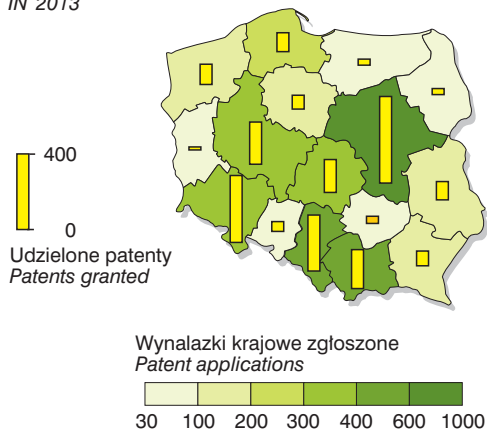 IN 2013
400
0
Udzielone patenty
Patents granted
Wynalazki krajowe zgłoszone
Patent applications
30 100 200 300 400 600 1000